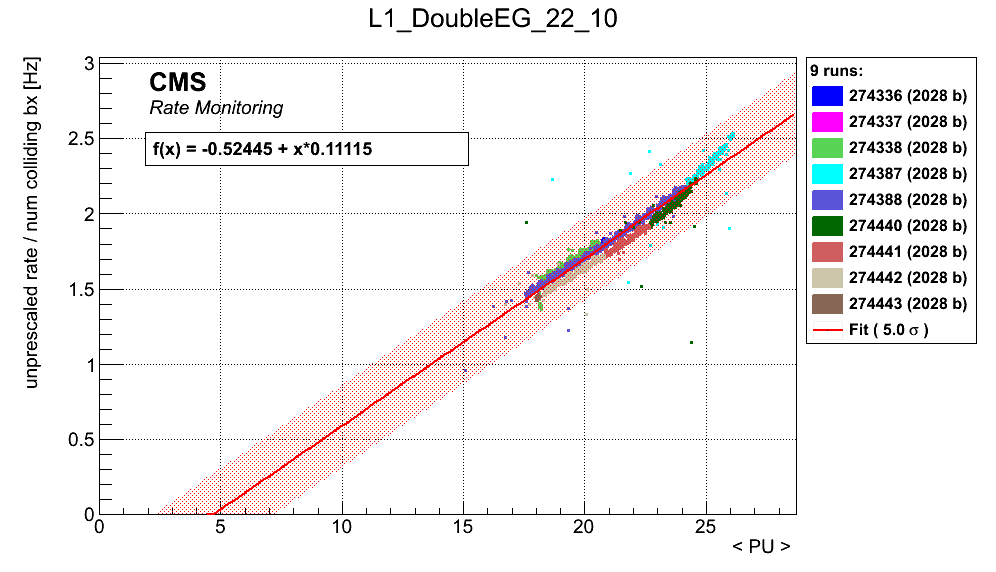 L1_DoubleEG_22_10
unprescaled rate / num colliding bx [Hz]
CMS
Rate Monitoring
f(x) = -0.52445 + x*0.11115
3
2.5
2
1.5
1
0.5
0
0 5 10 15 20 25
< PU >
9 runs:
274336 (2028 b)
274337 (2028 b)
274338 (2028 b)
274387 (2028 b)
274388 (2028 b)
274440 (2028 b)
274441 (2028 b)
274442 (2028 b)
274443 (2028 b)
Fit ( 5.0 σ )